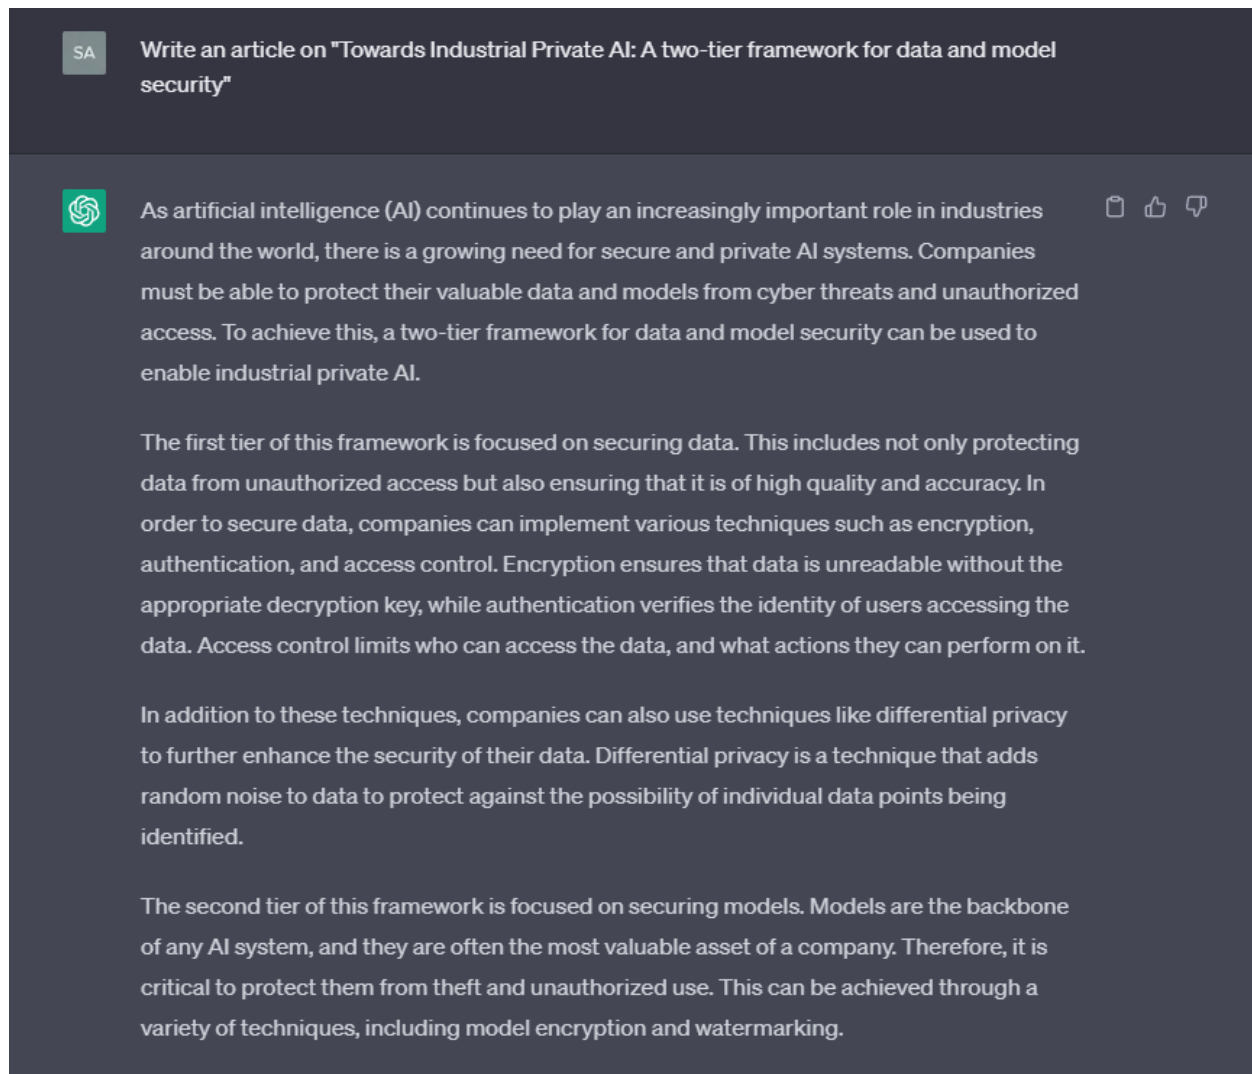 SA
Write an article on "Towards Industrial Private AI: A two-tier framework for data and model
security"
As artificial intelligence (AI) continues to play an increasingly important role in industries
around the world, there is a growing need for secure and private AI systems. Companies
must be able to protect their valuable data and models from cyber threats and unauthorized
access. To achieve this, a two-tier framework for data and model security can be used to
enable industrial private AI.
The first tier of this framework is focused on securing data. This includes not only protecting
data from unauthorized access but also ensuring that it is of high quality and accuracy. In
order to secure data, companies can implement various techniques such as encryption,
authentication, and access control. Encryption ensures that data is unreadable without the
appropriate decryption key, while authentication verifies the identity of users accessing the
data. Access control limits who can access the data, and what actions they can perform on it.
In addition to these techniques, companies can also use techniques like differential privacy
to further enhance the security of their data. Differential privacy is a technique that adds
random noise to data to protect against the possibility of individual data points being
identified.
The second tier of this framework is focused on securing models. Models are the backbone
of any AI system, and they are often the most valuable asset of a company. Therefore, it is
critical to protect them from theft and unauthorized use. This can be achieved through a
variety of techniques, including model encryption and watermarking.